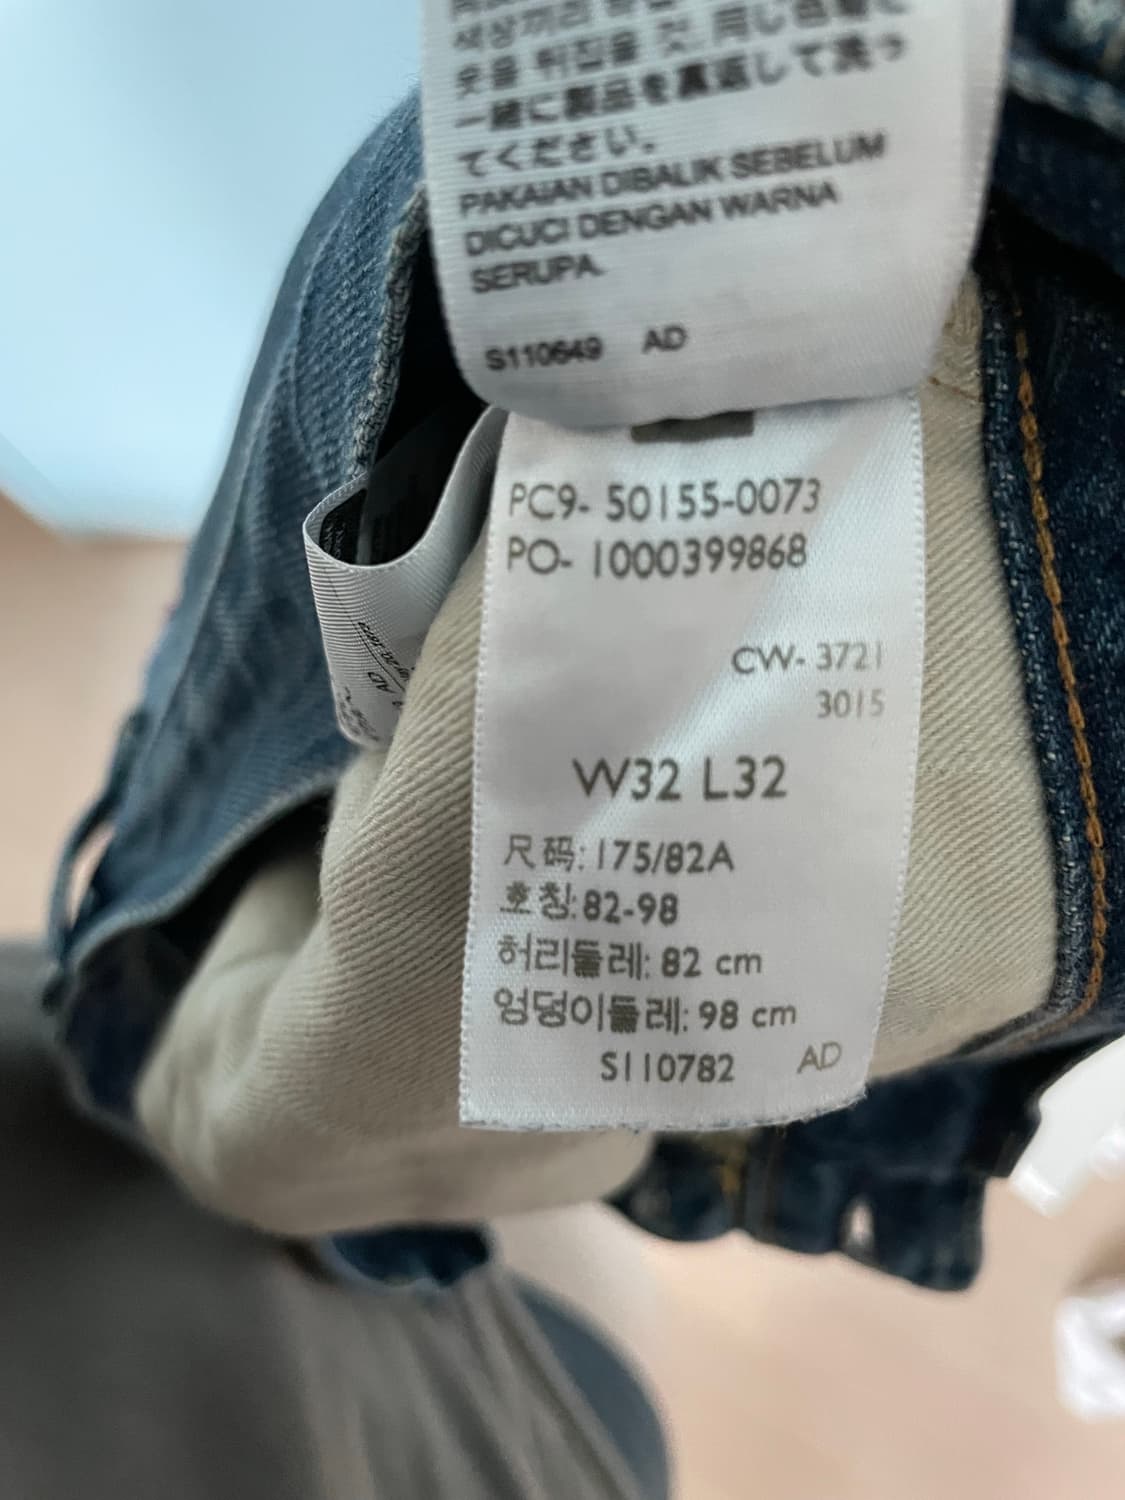 색상끼리
옷을 뒤집을 것. 同じ色 
一緒に製品を裏返して洗っ
てください。
PAKAIAN DIBALIK SEBELUM
DICUCI DENGAN WARNA
SERUPA.
S110649 AD
PC9- 50155-0073
PO- 1000399868
CW- 3721
3015
W32 L32
尺码: 175/82A
호칭: 82-98
허리둘레: 82 cm
엉덩이둘레: 98 cm
S110782 AD
AD